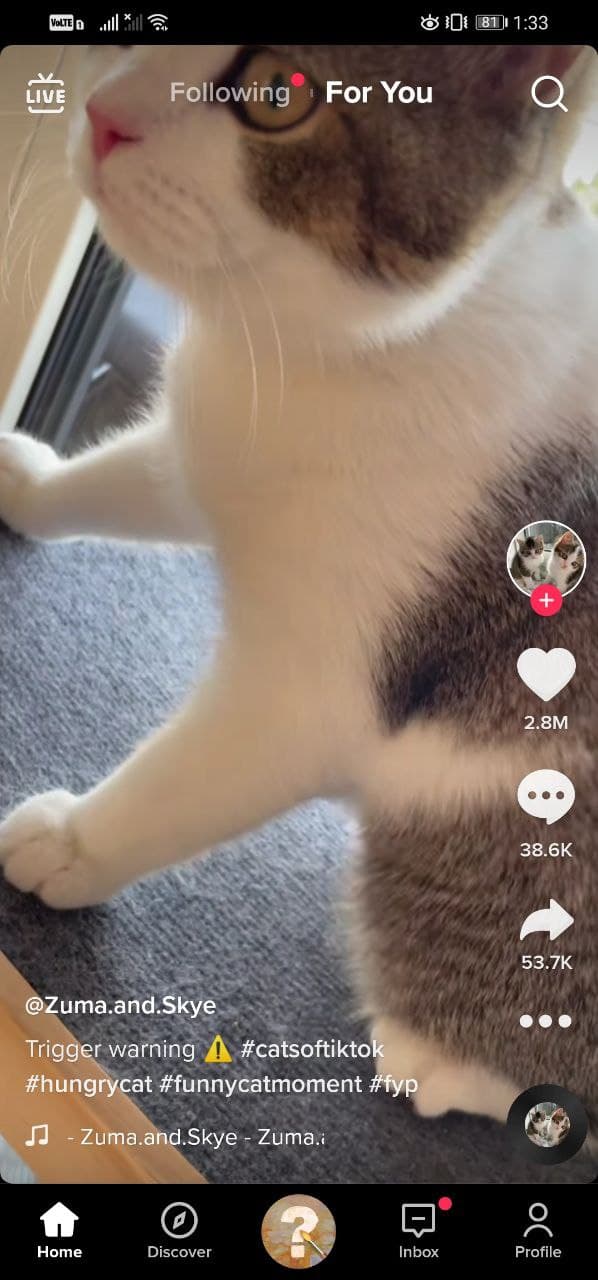 VoLTE 1 81 1:33
LIVE Following For You
2.8M
38.6K
53.7K
@Zuma.and.Skye
Trigger warning ⚠️ #catsoftiktok
#hungrycat #funnycatmoment #fyp
- Zuma.and.Skye - Zuma.
?
Home Discover Inbox Profile